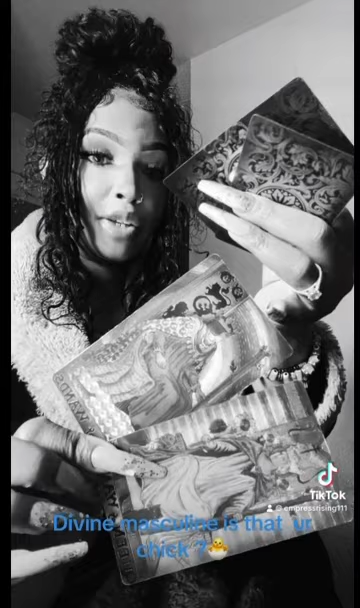 TikTok
@empressrising111
Divine masculine is that ur
chick ?🤷